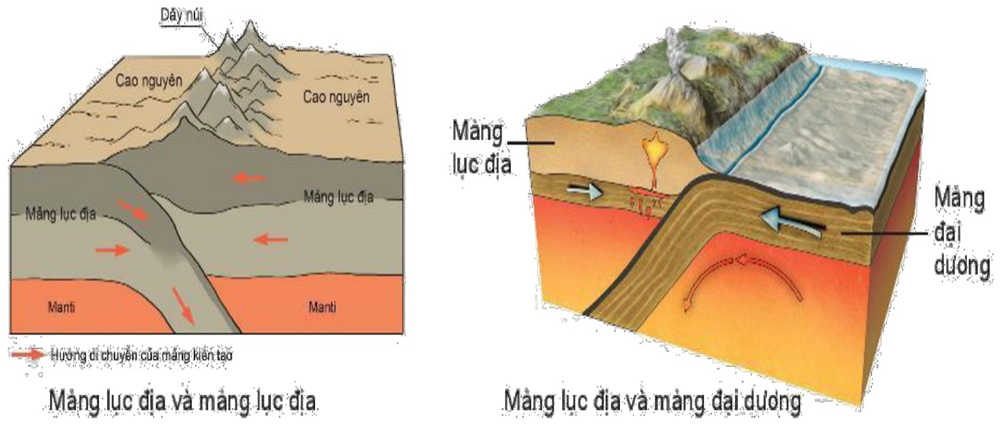 Dãy núi
Cao nguyên
Cao nguyên
Mảng lục địa
Mảng lục địa
Manti
Manti
Hướng di chuyển của mảng kiến tạo
Mảng lục địa và mảng lục địa
Mảng
lục địa
Mảng
đại
dương
Mảng lục địa và mảng đại dương